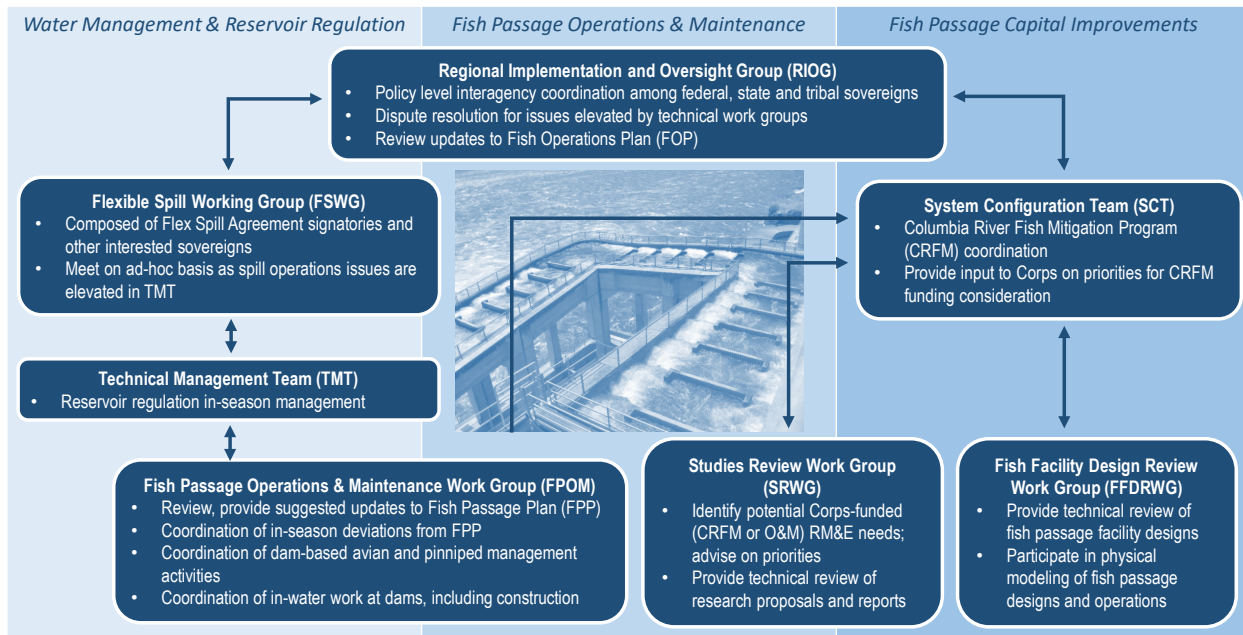 Water Management & Reservoir Regulation
Fish Passage Operations & Maintenance
Fish Passage Capital Improvements
Regional Implementation and Oversight Group (RIOG)
• Policy level interagency coordination among federal, state and tribal sovereigns
• Dispute resolution for issues elevated by technical work groups
• Review updates to Fish Operations Plan (FOP)
Flexible Spill Working Group (FSWG)
• Composed of Flex Spill Agreement signatories and
other interested sovereigns
• Meet on ad-hoc basis as spill operations issues are
elevated in TMT
System Configuration Team (SCT)
• Columbia River Fish Mitigation Program
(CRFM) coordination
• Provide input to Corps on priorities for CRFM
funding consideration
Technical Management Team (TMT)
• Reservoir regulation in-season management
Fish Passage Operations & Maintenance Work Group (FPOM)
• Review, provide suggested updates to Fish Passage Plan (FPP)
• Coordination of in-season deviations from FPP
• Coordination of dam-based avian and pinniped management
activities
• Coordination of in-water work at dams, including construction
Studies Review Work Group
(SRWG)
• Identify potential Corps-funded
(CRFM or O&M) RM&E needs;
advise on priorities
• Provide technical review of
research proposals and reports
Fish Facility Design Review
Work Group (FFDRWG)
• Provide technical review of
fish passage facility designs
• Participate in physical
modeling of fish passage
designs and operations